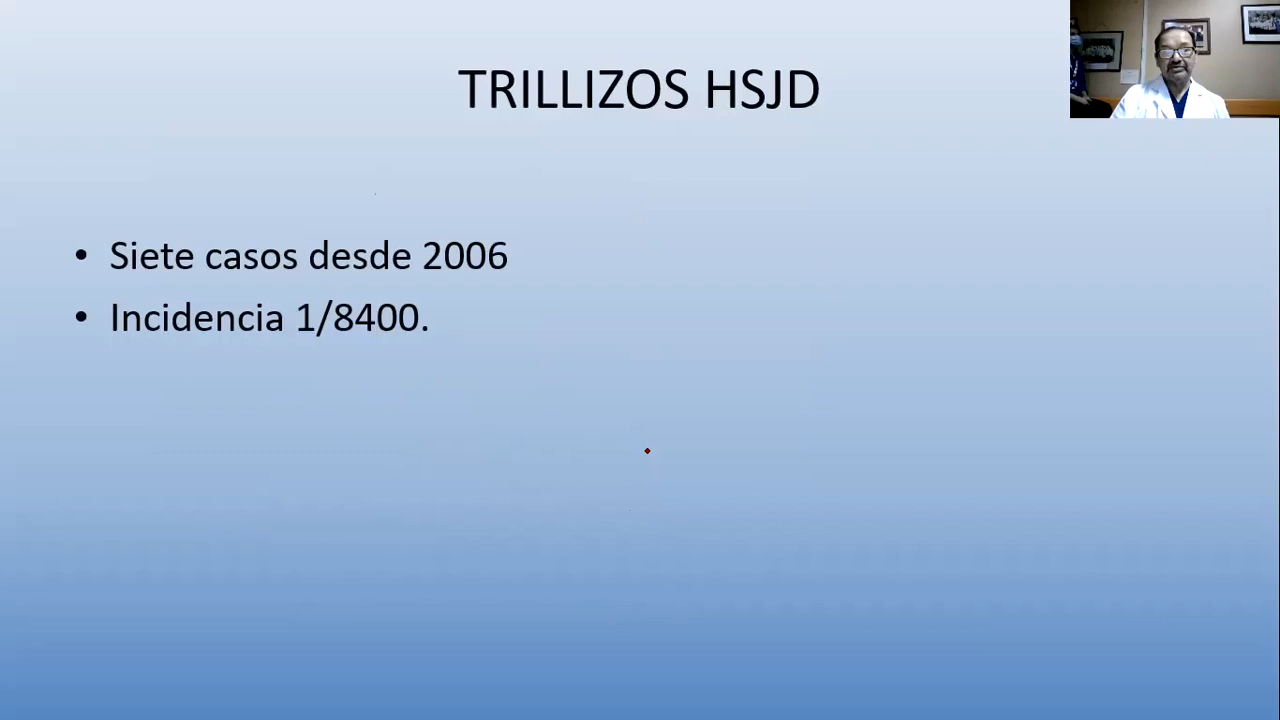 TRILLIZOS HSJD
• Siete casos desde 2006
• Incidencia 1/8400.